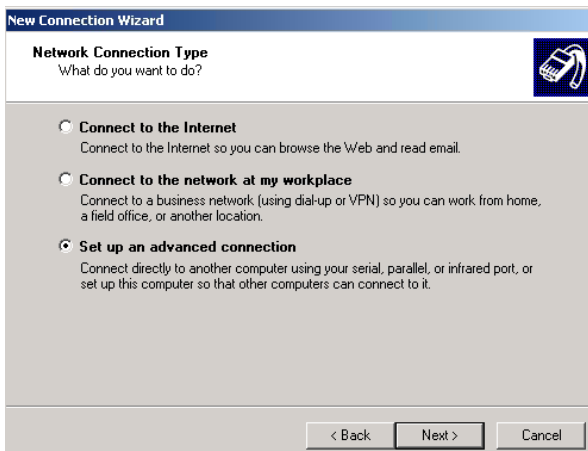 New Connection Wizard
Network Connection Type
What do you want to do?
Connect to the Internet
Connect to the Internet so you can browse the Web and read email.
Connect to the network at my workplace
Connect to a business network (using dial-up or VPN) so you can work from home,
a field office, or another location.
Set up an advanced connection
Connect directly to another computer using your serial, parallel, or infrared port, or
set up this computer so that other computers can connect to it.
< Back Next > Cancel